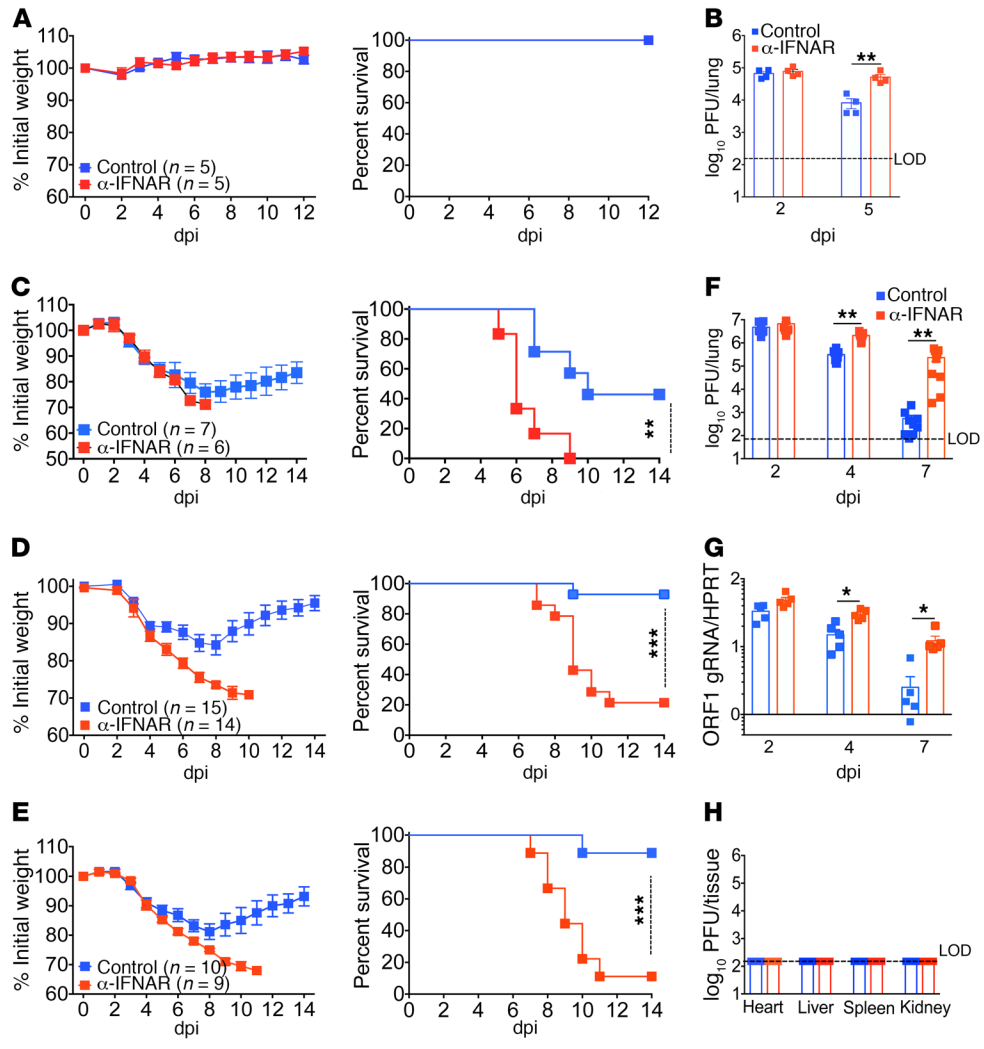 A
% Initial weight
110
100
90
80
70
60
Control (n = 5)
α-IFNAR (n = 5)
0 2 4 6 8 10 12
dpi
Percent survival
100
80
60
40
20
0
0 2 4 6 8 10 12
dpi
B
Control
α-IFNAR
log10 PFU/lung
6
5
4
3
2
1
**
LOD
2 5
dpi
C
% Initial weight
110
100
90
80
70
60
50
Control (n = 7)
α-IFNAR (n = 6)
0 2 4 6 8 10 12 14
dpi
Percent survival
100
80
60
40
20
0
**
0 2 4 6 8 10 12 14
dpi
F
Control
α-IFNAR
log10 PFU/lung
7
6
5
4
3
2
1
**
**
LOD
2 4 7
dpi
D
% Initial weight
100
90
80
70
60
Control (n = 15)
α-IFNAR (n = 14)
0 2 4 6 8 10 12 14
dpi
Percent survival
100
80
60
40
20
0
***
0 2 4 6 8 10 12 14
dpi
G
ORF1 gRNA/HPRT
2
1
0
*
*
2 4 7
dpi
E
% Initial weight
110
100
90
80
70
60
Control (n = 10)
α-IFNAR (n = 9)
0 2 4 6 8 10 12 14
dpi
Percent survival
100
80
60
40
20
0
***
0 2 4 6 8 10 12 14
dpi
H
log10 PFU/tissue
6
5
4
3
2
1
LOD
Heart Liver Spleen Kidney